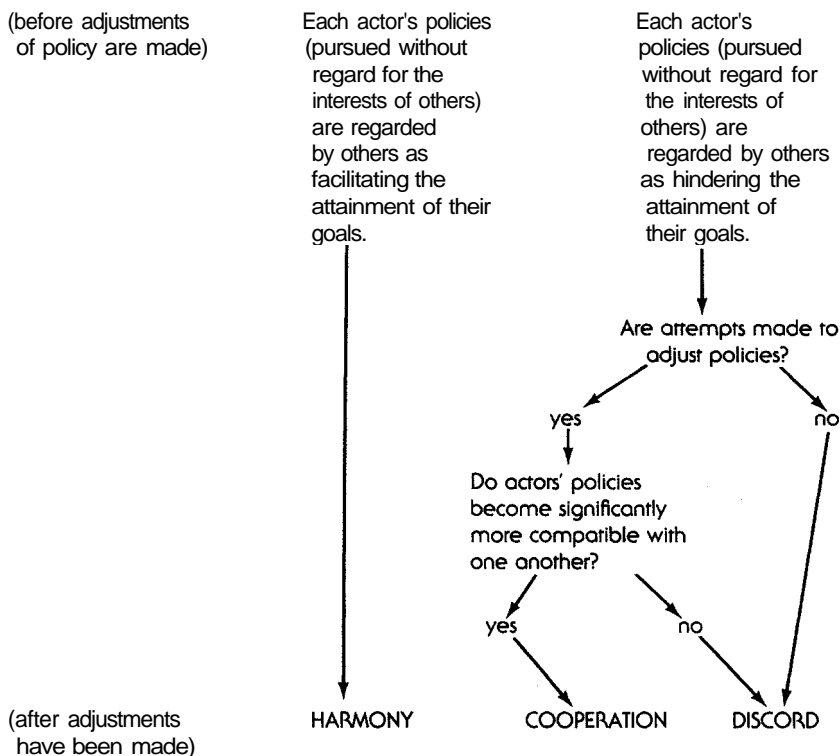 (before adjustments
of policy are made)
Each actor's policies
(pursued without
regard for the
interests of others)
are regarded
by others as
facilitating the
attainment of their
goals.
Each actor's
policies (pursued
without regard for
the interests of
others) are
regarded by others
as hindering the
attainment of
their goals.
Are attempts made to
adjust policies?
yes
no
Do actors' policies
become significantly
more compatible with
one another?
yes
no
(after adjustments
have been made)
HARMONY
COOPERATION
DISCORD